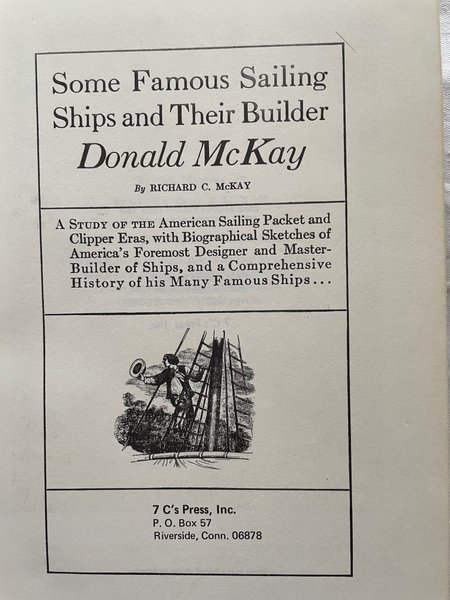 Some Famous Sailing
Ships and Their Builder
Donald McKay
By RICHARD C. McKAY
A STUDY OF THE American Sailing Packet and
Clipper Eras, with Biographical Sketches of
America's Foremost Designer and Master-
Builder of Ships, and a Comprehensive
History of his Many Famous Ships . . .
7 C's Press, Inc.
P. O. Box 57
Riverside, Conn. 06878